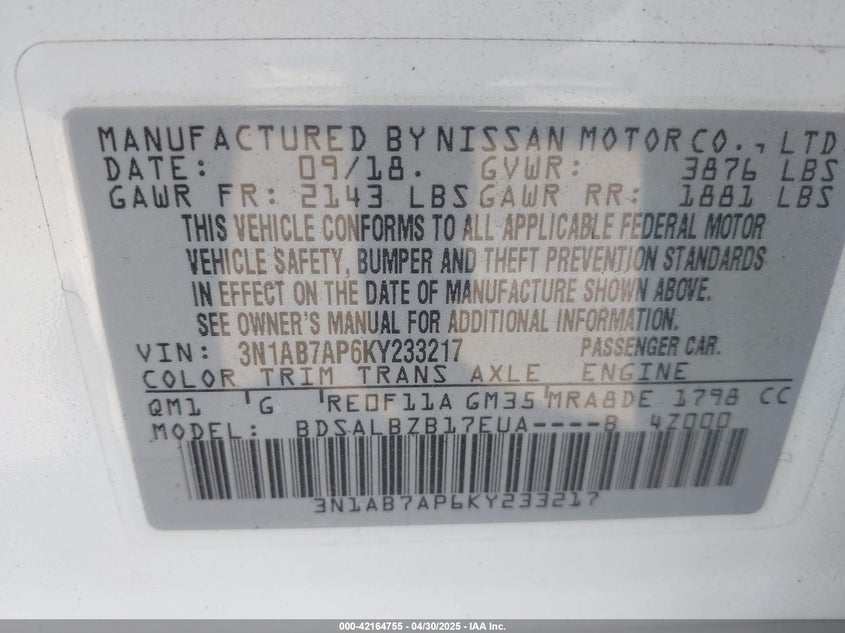 MANUFACTURED BY NISSAN MOTOR CO., LTD
DATE: 09/18. GVWR: 3876 LBS
GAWR FR: 2143 LBS GAWR RR: 1881 LBS
THIS VEHICLE CONFORMS TO ALL APPLICABLE FEDERAL MOTOR
VEHICLE SAFETY, BUMPER AND THEFT PREVENTION STANDARDS
IN EFFECT ON THE DATE OF MANUFACTURE SHOWN ABOVE.
SEE OWNER'S MANUAL FOR ADDITIONAL INFORMATION.
VIN: 3N1AB7AP6KY233217 PASSENGER CAR.
COLOR TRIM TRANS AXLE ENGINE
QM1 G RE0F11A GM35 MRA8DE 1798 CC
MODEL: BDSALBZB17EUA----B 4Z000
3N1AB7AP6KY233217
000-42164755 - 04/30/2025 - IAA Inc.